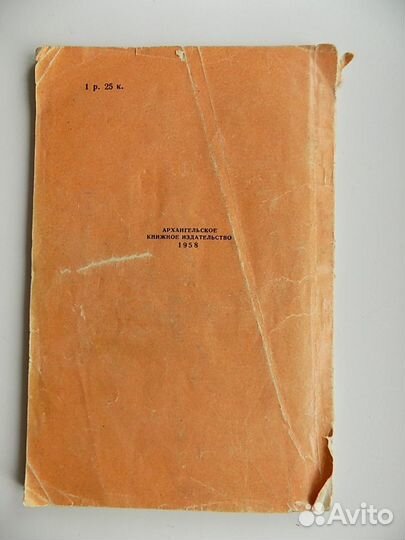 1 р. 25 к.
АРХАНГЕЛЬСКОЕ
КНИЖНОЕ ИЗДАТЕЛЬСТВО
1958
Avito